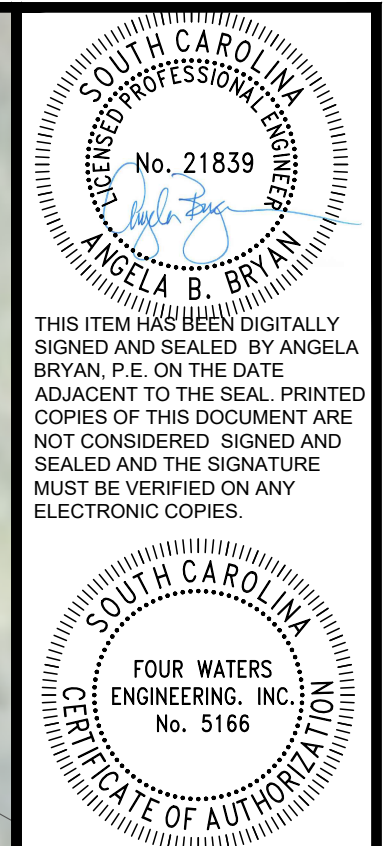 SOUTH CAROLINA
LICENSED PROFESSIONAL ENGINEER
No. 21839
Angela Bryan
ANGELA B. BRYAN
THIS ITEM HAS BEEN DIGITALLY
SIGNED AND SEALED BY ANGELA
BRYAN, P.E. ON THE DATE
ADJACENT TO THE SEAL. PRINTED
COPIES OF THIS DOCUMENT ARE
NOT CONSIDERED SIGNED AND
SEALED AND THE SIGNATURE
MUST BE VERIFIED ON ANY
ELECTRONIC COPIES.
SOUTH CAROLINA
FOUR WATERS
ENGINEERING. INC.
No. 5166
CERTIFICATE OF AUTHORIZATION